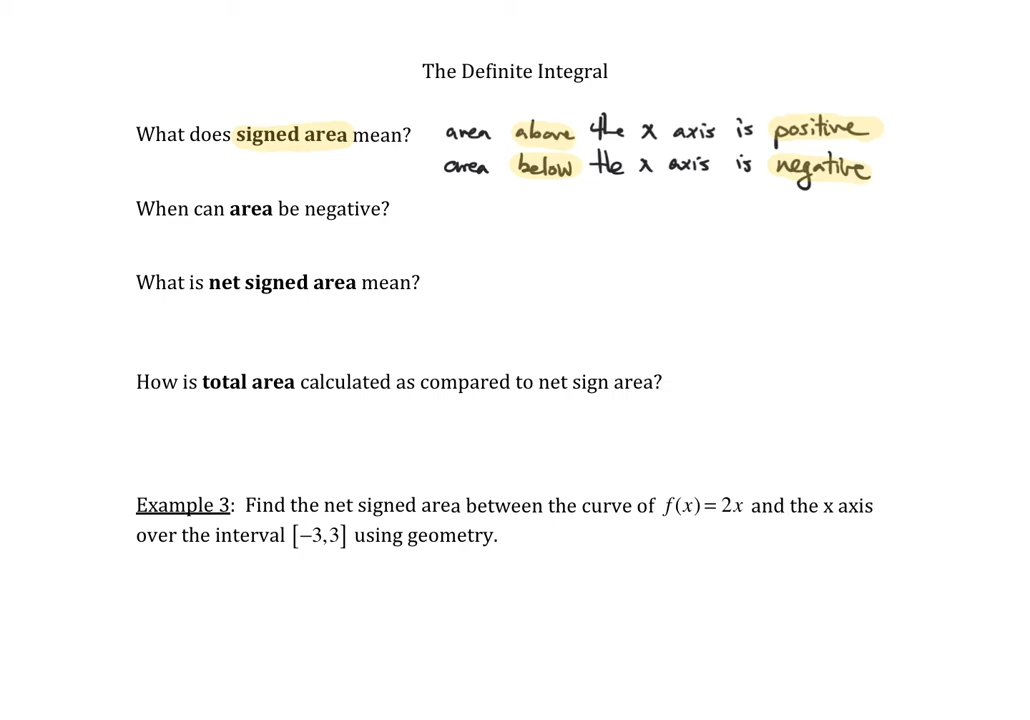 The Definite Integral
What does signed area mean? area above the x axis is positive
area below the x axis is negative
When can area be negative?
What is net signed area mean?
How is total area calculated as compared to net sign area?
Example 3: Find the net signed area between the curve of f(x) = 2x and the x axis
over the interval [−3,3] using geometry.